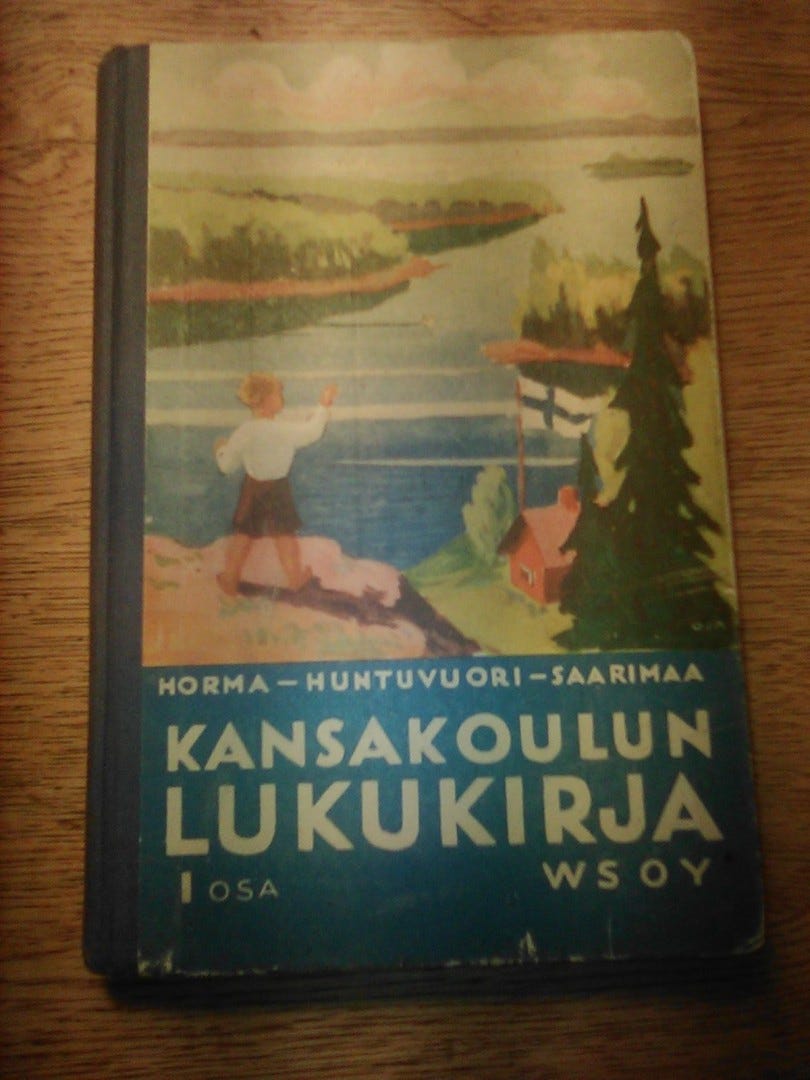 HORMA – HUNTUVUORI – SAARIMAA
KANSAKOULUN
LUKUKIRJA
I OSA WSOY